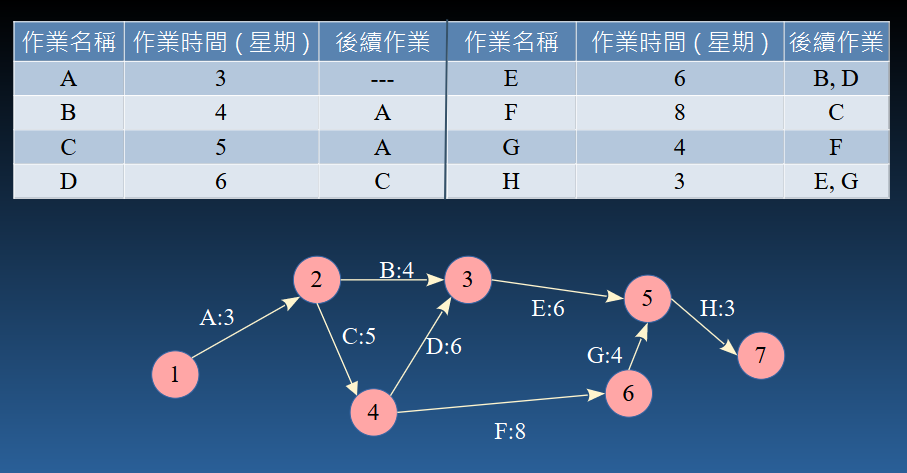 作業名稱 作業時間 ( 星期 ) 後續作業 作業名稱 作業時間 ( 星期 ) 後續作業
A 3 --- E 6 B, D
B 4 A F 8 C
C 5 A G 4 F
D 6 C H 3 E, G
2 B:4 3
A:3 E:6 5 H:3
C:5 D:6
1 G:4 7
4 6
F:8